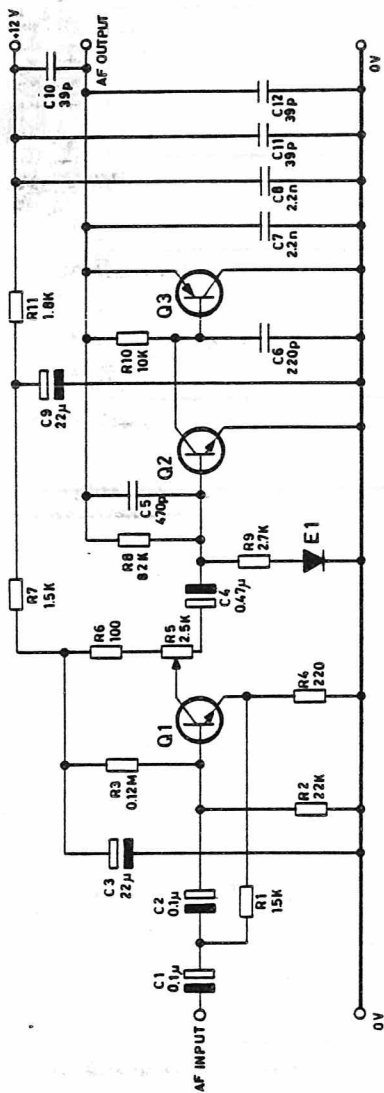 +12 V
C10
39p
AF OUTPUT
R11
1.8K
C9
22µ
R7
1.5K
C3
22µ
R3
0.12M
R6
100
R5
2.5K
R8
82K
C5
470p
R10
10K
Q3
Q2
Q1
C1
0.1µ
C2
0.1µ
AF INPUT
R1
15K
R2
22K
R4
220
C4
0.47µ
R9
2.7K
E1
C6
220p
C7
2.2n
C8
2.2n
C11
39p
C12
39p
0V
0V